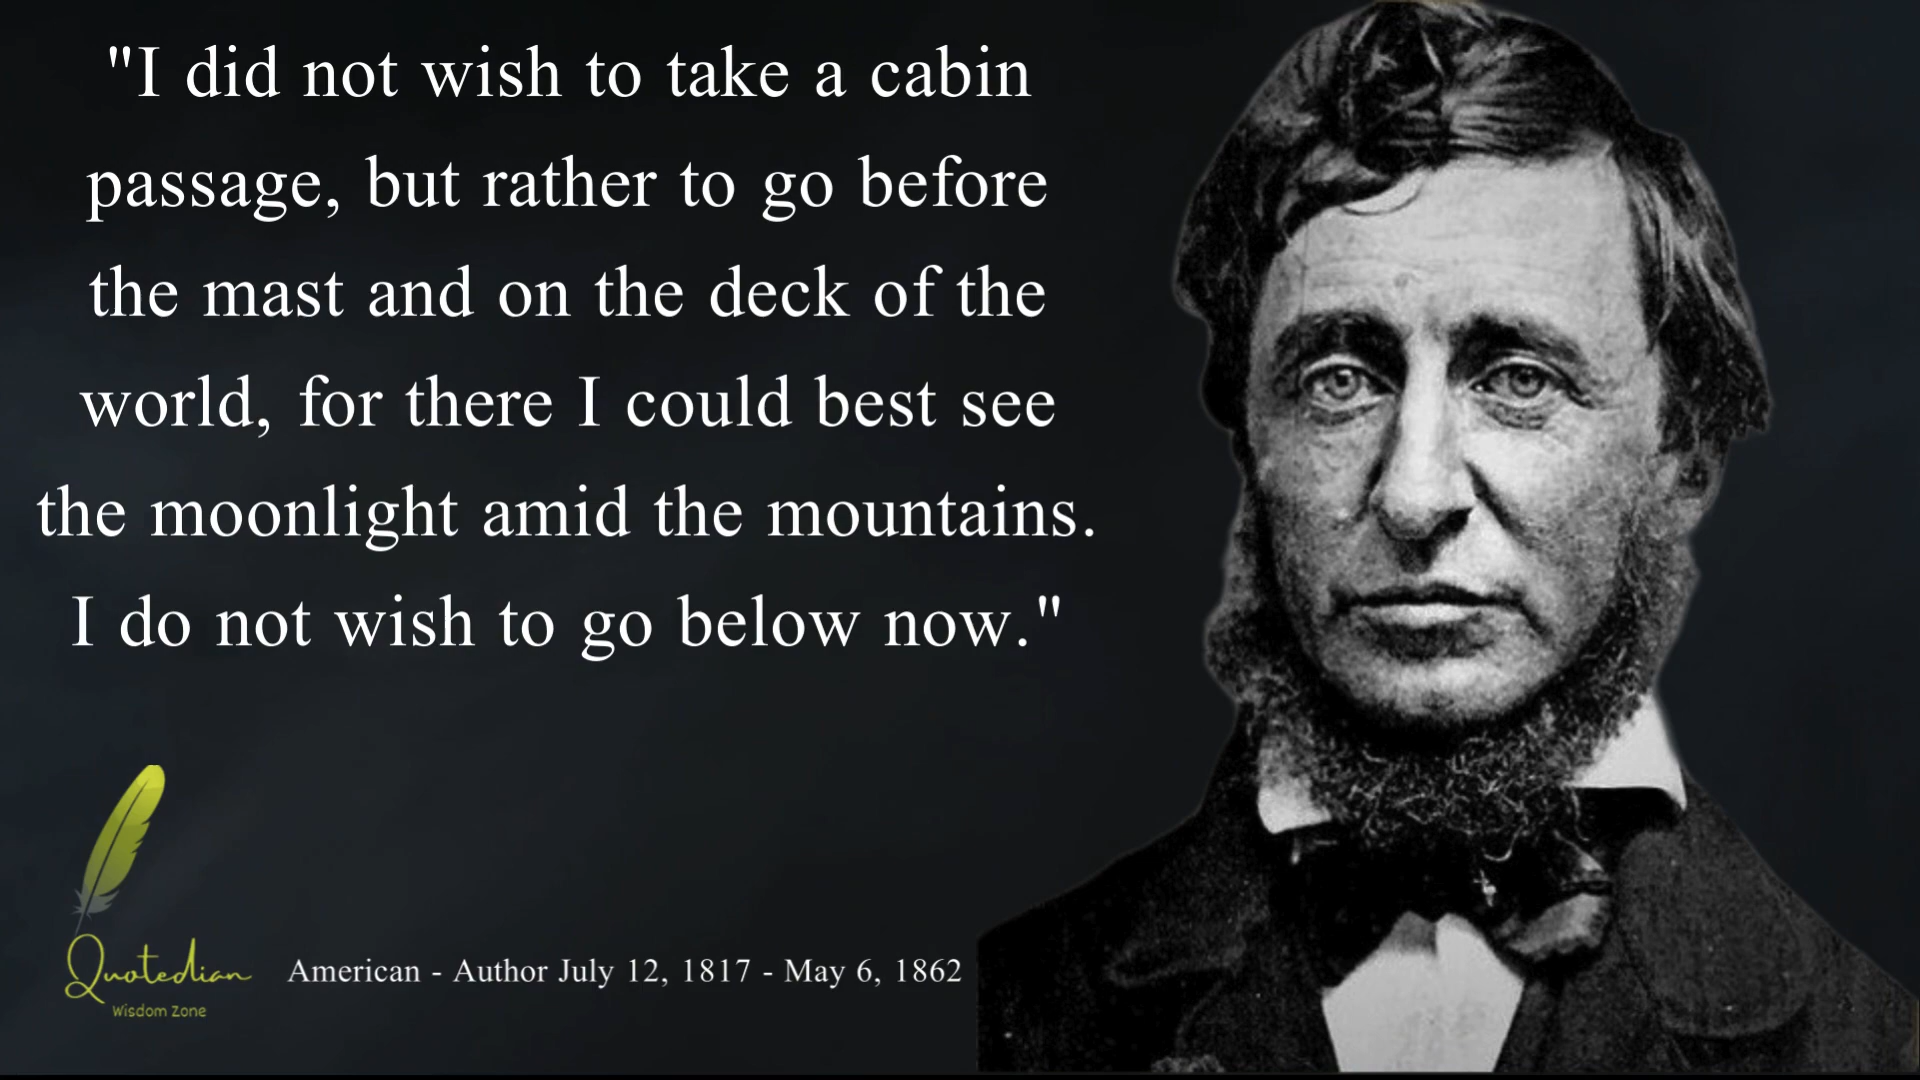 "I did not wish to take a cabin
passage, but rather to go before
the mast and on the deck of the
world, for there I could best see
the moonlight amid the mountains.
I do not wish to go below now."
Quotedian
Wisdom Zone
American - Author July 12, 1817 - May 6, 1862